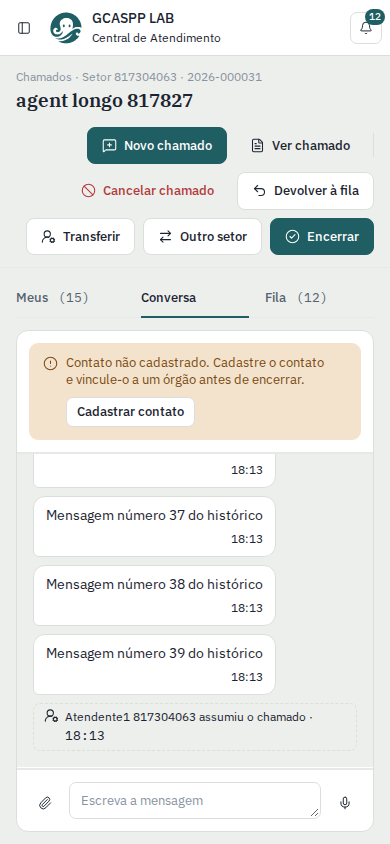 GCASPP LAB
Central de Atendimento
12
Chamados · Setor 817304063 · 2026-000031
agent longo 817827
Novo chamado
Ver chamado
Cancelar chamado
Devolver à fila
Transferir
Outro setor
Encerrar
Meus (15)
Conversa
Fila (12)
Contato não cadastrado. Cadastre o contato
e vincule-o a um órgão antes de encerrar.
Cadastrar contato
18:13
Mensagem número 37 do histórico
18:13
Mensagem número 38 do histórico
18:13
Mensagem número 39 do histórico
18:13
Atendente1 817304063 assumiu o chamado ·
18:13
Escreva a mensagem